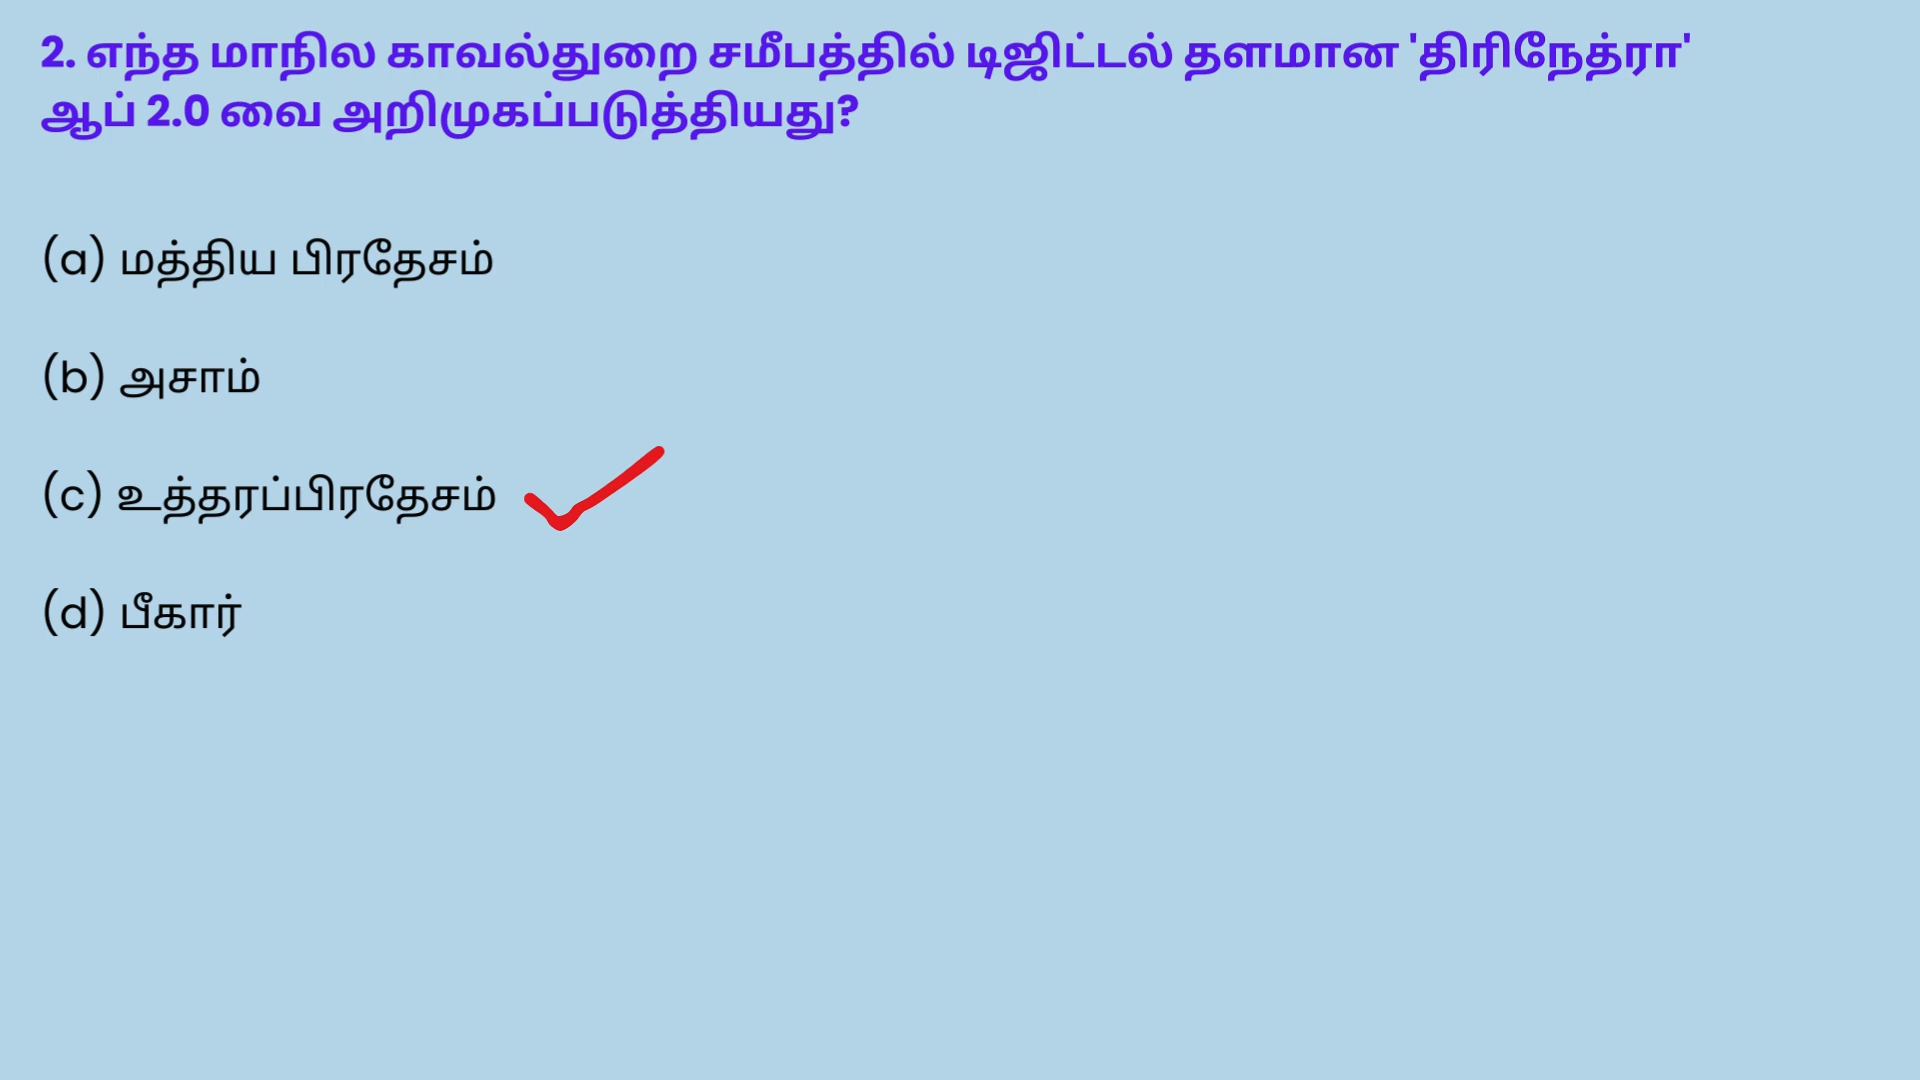 2. எந்த மாநில காவல்துறை சமீபத்தில் டிஜிட்டல் தளமான 'திரிநேத்ரா'
ஆப் 2.0 வை அறிமுகப்படுத்தியது?
(a) மத்திய பிரதேசம்
(b) அசாம்
(c) உத்தரப்பிரதேசம்
(d) பீகார்